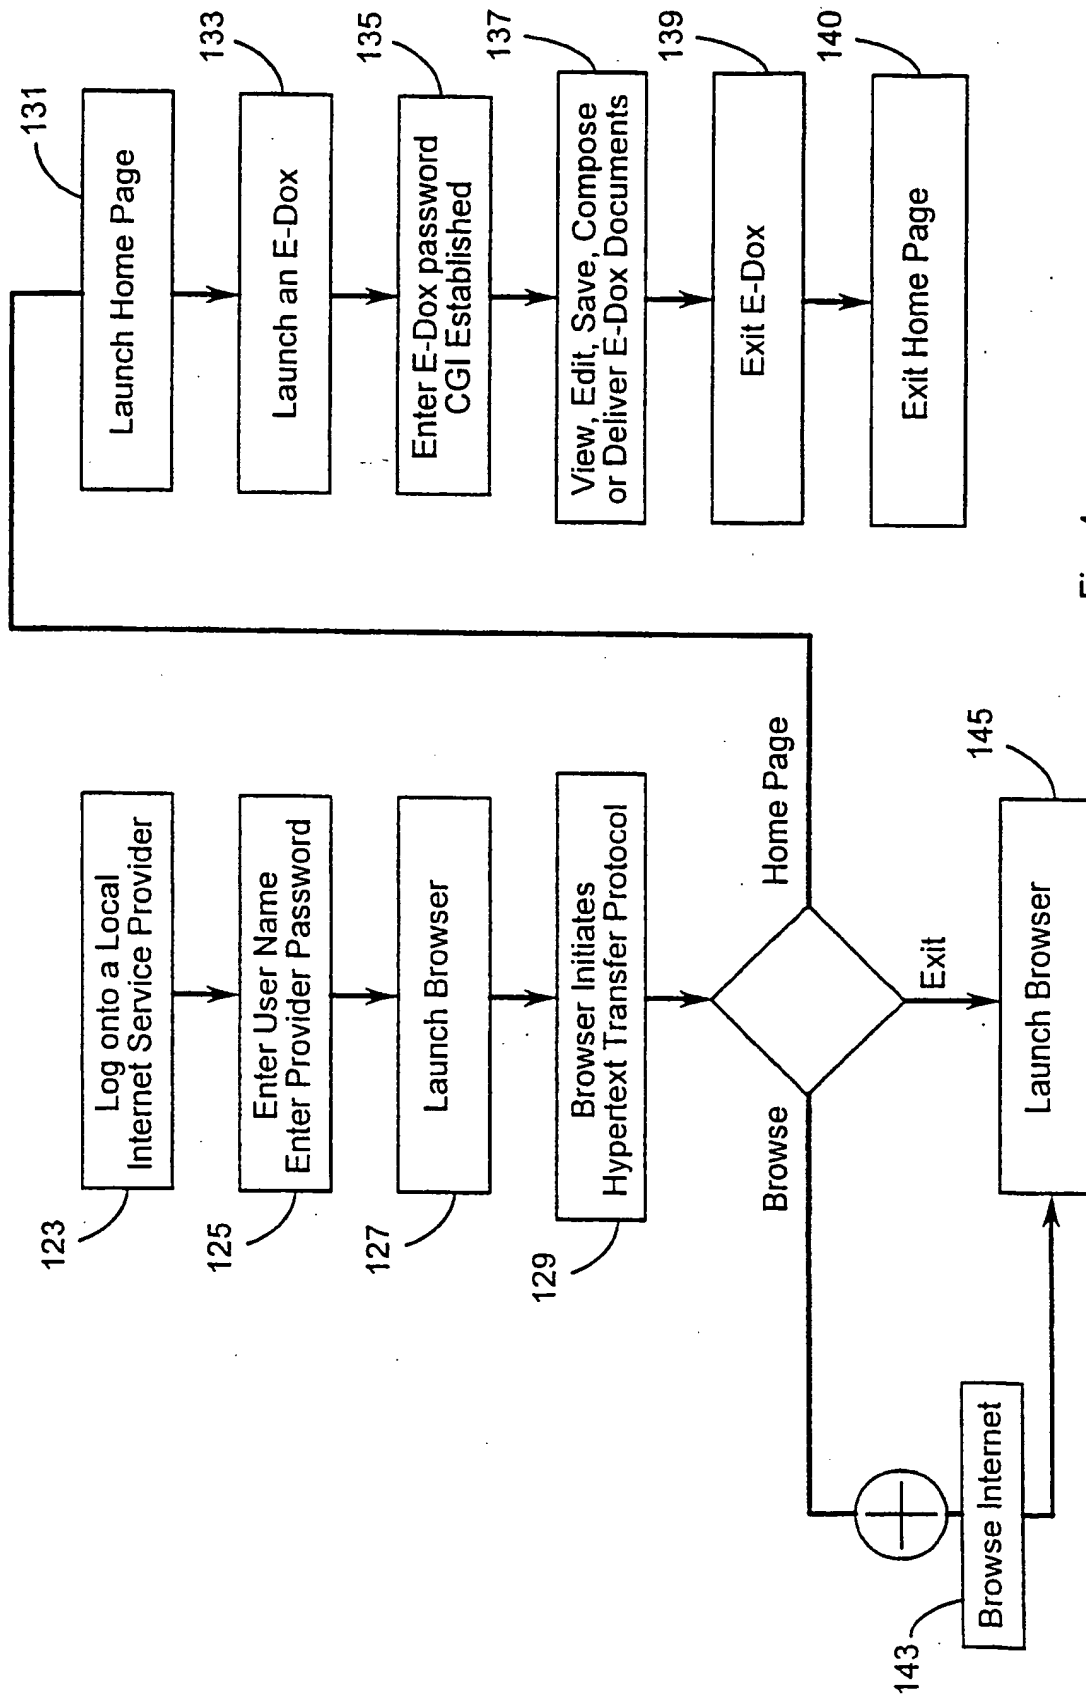 123
Log onto a Local
Internet Service Provider
125
Enter User Name
Enter Provider Password
127
Launch Browser
129
Browser Initiates
Hypertext Transfer Protocol
Browse
Home Page
Exit
143
Browse Internet
145
Launch Browser
131
Launch Home Page
133
Launch an E-Dox
135
Enter E-Dox password
CGI Established
137
View, Edit, Save, Compose
or Deliver E-Dox Documents
139
Exit E-Dox
140
Exit Home Page